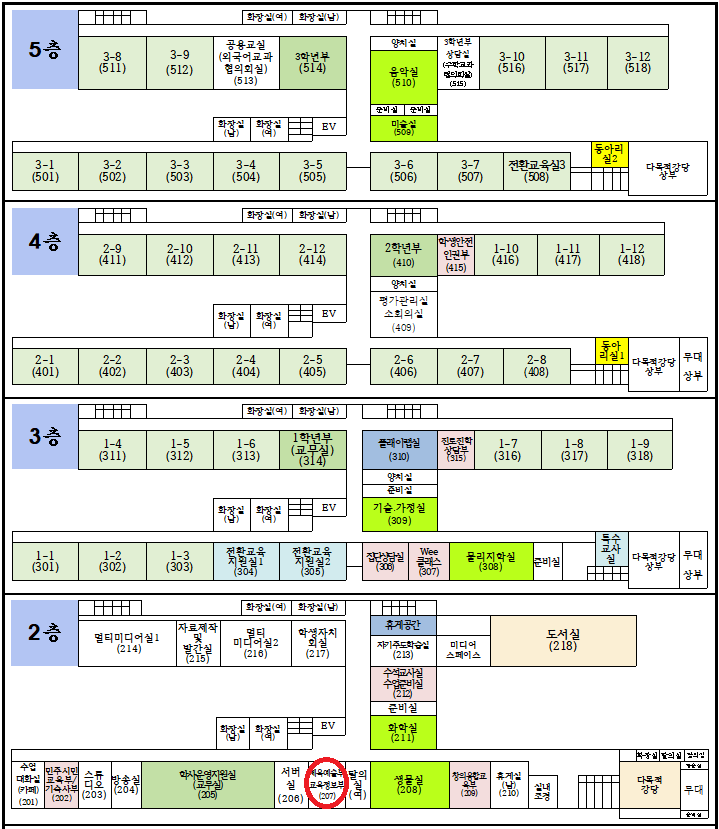 5층
화장실(여) 화장실(남)
3-8
(511)
3-9
(512)
공용교실
(외국어교과
협의회실)
(513)
3학년부
(514)
양치실
음악실
(510)
준비실 준비실
미술실
(509)
3학년부
상담실
(수학교과
협의회실)
(515)
3-10
(516)
3-11
(517)
3-12
(518)
화장실
(남)
화장실
(여)
EV
3-1
(501)
3-2
(502)
3-3
(503)
3-4
(504)
3-5
(505)
3-6
(506)
3-7
(507)
전환교육실3
(508)
동아리
실2
다목적강당
상부
4층
화장실(여) 화장실(남)
2-9
(411)
2-10
(412)
2-11
(413)
2-12
(414)
2학년부
(410)
양치실
평가관리실
소회의실
(409)
학생안전
인권부
(415)
1-10
(416)
1-11
(417)
1-12
(418)
화장실
(남)
화장실
(여)
EV
2-1
(401)
2-2
(402)
2-3
(403)
2-4
(404)
2-5
(405)
2-6
(406)
2-7
(407)
2-8
(408)
동아
리실1
다목적강당
상부
무대
상부
3층
화장실(여) 화장실(남)
1-4
(311)
1-5
(312)
1-6
(313)
1학년부
(교무실)
(314)
플레이랩실
(310)
양치실
준비실
기술.가정실
(309)
진로진학
상담부
(315)
1-7
(316)
1-8
(317)
1-9
(318)
화장실
(남)
화장실
(여)
EV
1-1
(301)
1-2
(302)
1-3
(303)
전환교육
지원실1
(304)
전환교육
지원실2
(305)
집단상담실
(306)
Wee
클래스
(307)
물리지학실
(308)
준비실
특수
교사
실
다목적강당
상부
무대
상부
2층
화장실(여) 화장실(남)
멀티미디어실1
(214)
자료제작
및
발간실
(215)
멀티
미디어실2
(216)
학생자치
회실
(217)
휴게공간
자기주도학습실
(213)
수석교사실
수업준비실
(212)
준비실
화학실
(211)
미디어
스페이스
도서실
(218)
화장실
(남)
화장실
(여)
EV
수업
대화실
(카페)
(201)
민주시민
교육부/
기숙사부
(202)
스튜
디오
(203)
방송실
(204)
학사운영지원실
(교무실)
(205)
서버
실
(206)
체육예술부
교육정보부
(207)
탈의
실
(여)
생물실
(208)
창의융합교
육부
(209)
휴게실
(남)
(210)
실내
조경
화장실 탈의실
다목적
강당
무대